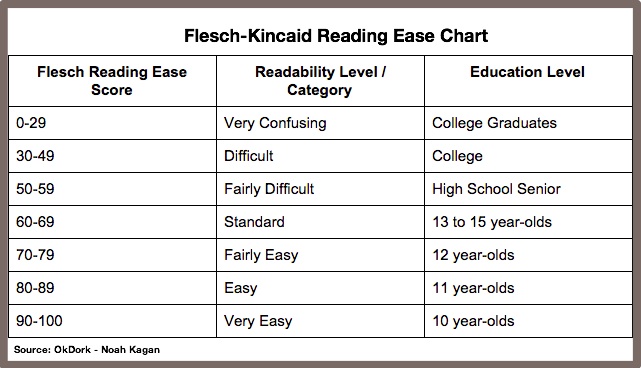 Flesch-Kincaid Reading Ease Chart
Flesch Reading Ease Score Readability Level / Category Education Level
0-29 Very Confusing College Graduates
30-49 Difficult College
50-59 Fairly Difficult High School Senior
60-69 Standard 13 to 15 year-olds
70-79 Fairly Easy 12 year-olds
80-89 Easy 11 year-olds
90-100 Very Easy 10 year-olds
Source: OkDork - Noah Kagan